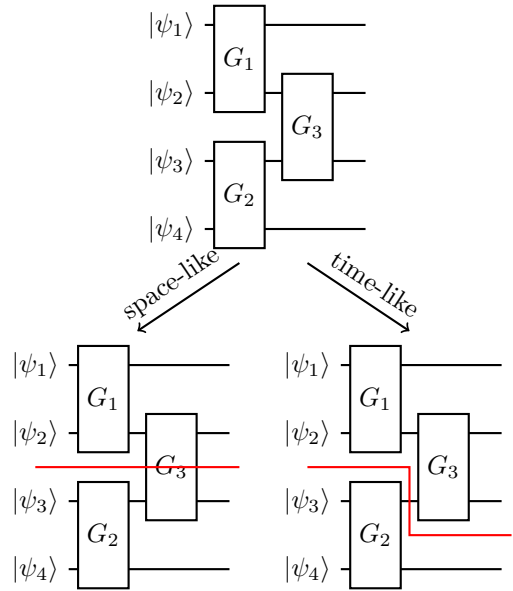 |ψ₁⟩
G₁
|ψ₂⟩
G₃
|ψ₃⟩
G₂
|ψ₄⟩
space-like
time-like
|ψ₁⟩
G₁
|ψ₂⟩
G₃
|ψ₃⟩
G₂
|ψ₄⟩
|ψ₁⟩
G₁
|ψ₂⟩
G₃
|ψ₃⟩
G₂
|ψ₄⟩